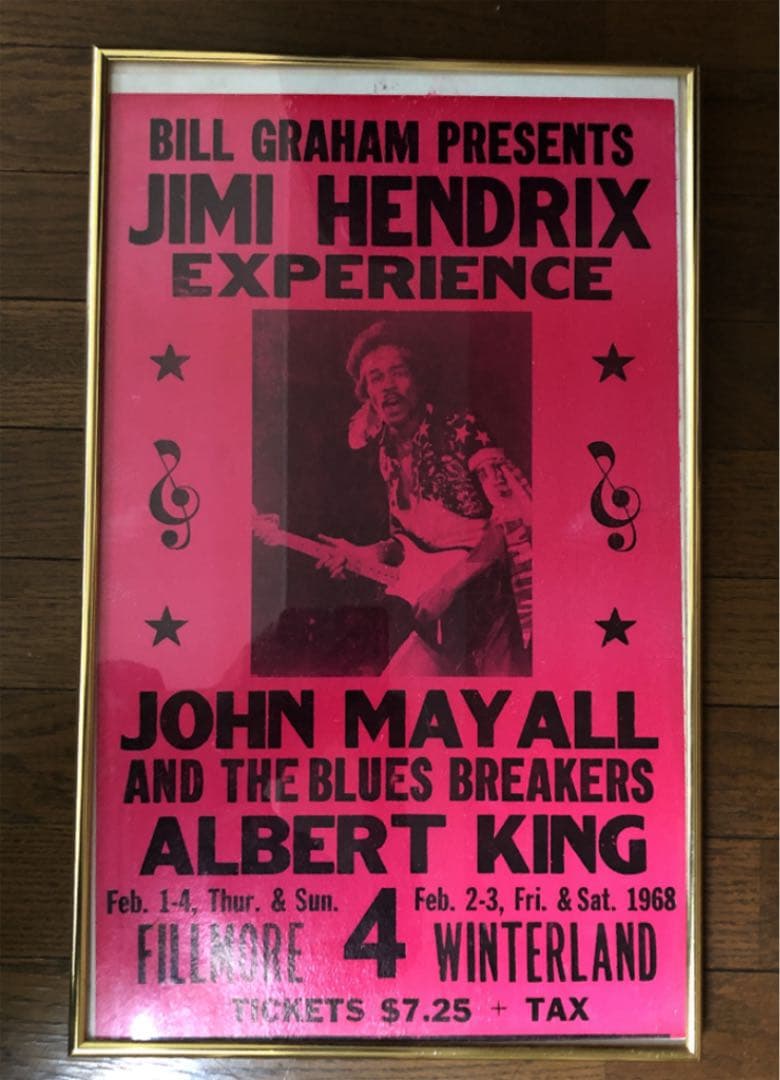 BILL GRAHAM PRESENTS
JIMI HENDRIX
EXPERIENCE
JOHN MAYALL
AND THE BLUES BREAKERS
ALBERT KING
Feb. 1-4, Thur. & Sun. 4 Feb. 2-3, Fri. & Sat. 1968
FILLMORE WINTERLAND
TICKETS $7.25 + TAX